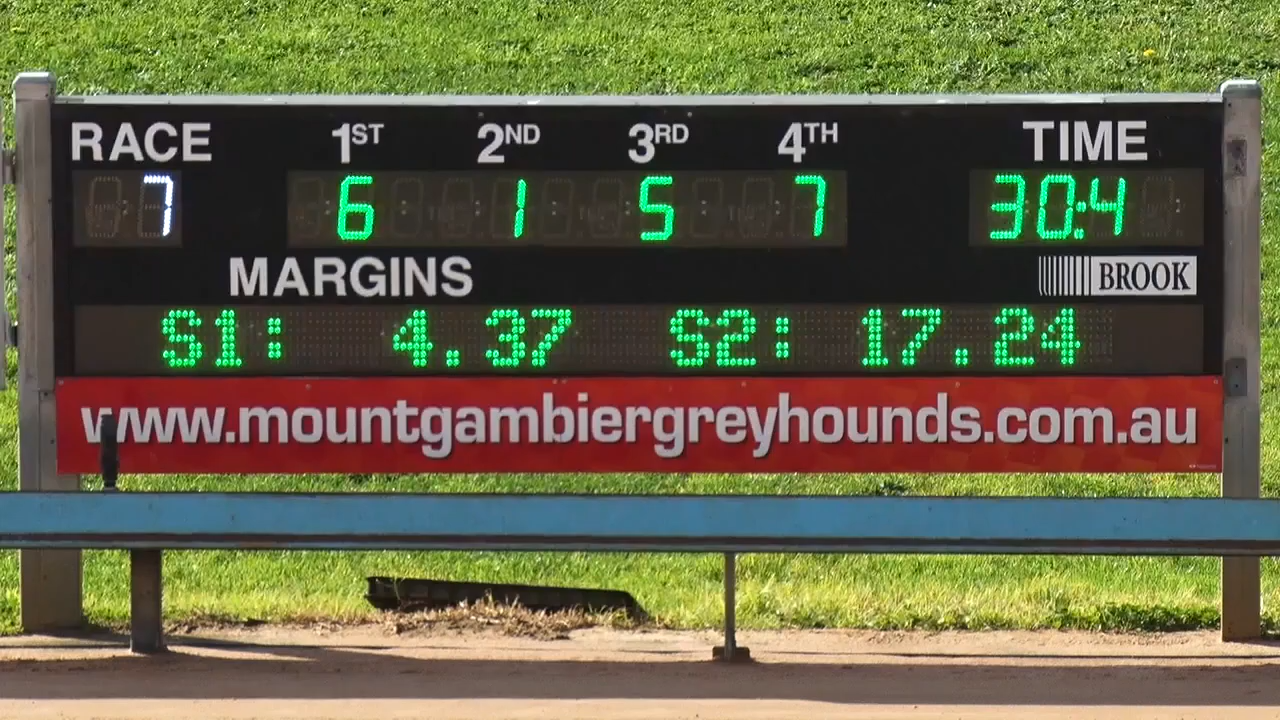 RACE 1ST 2ND 3RD 4TH TIME
7 6 1 5 7 30:4
MARGINS BROOK
S1: 4.37 S2: 17.24
www.mountgambiergreyhounds.com.au